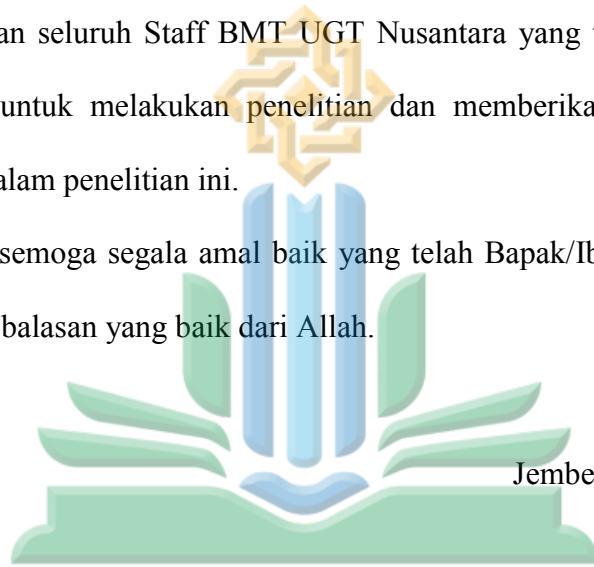 an seluruh Staff BMT UGT Nusantara yang
untuk melakukan penelitian dan memberika
alam penelitian ini.
semoga segala amal baik yang telah Bapak/Ib
balasan yang baik dari Allah.
Jembe